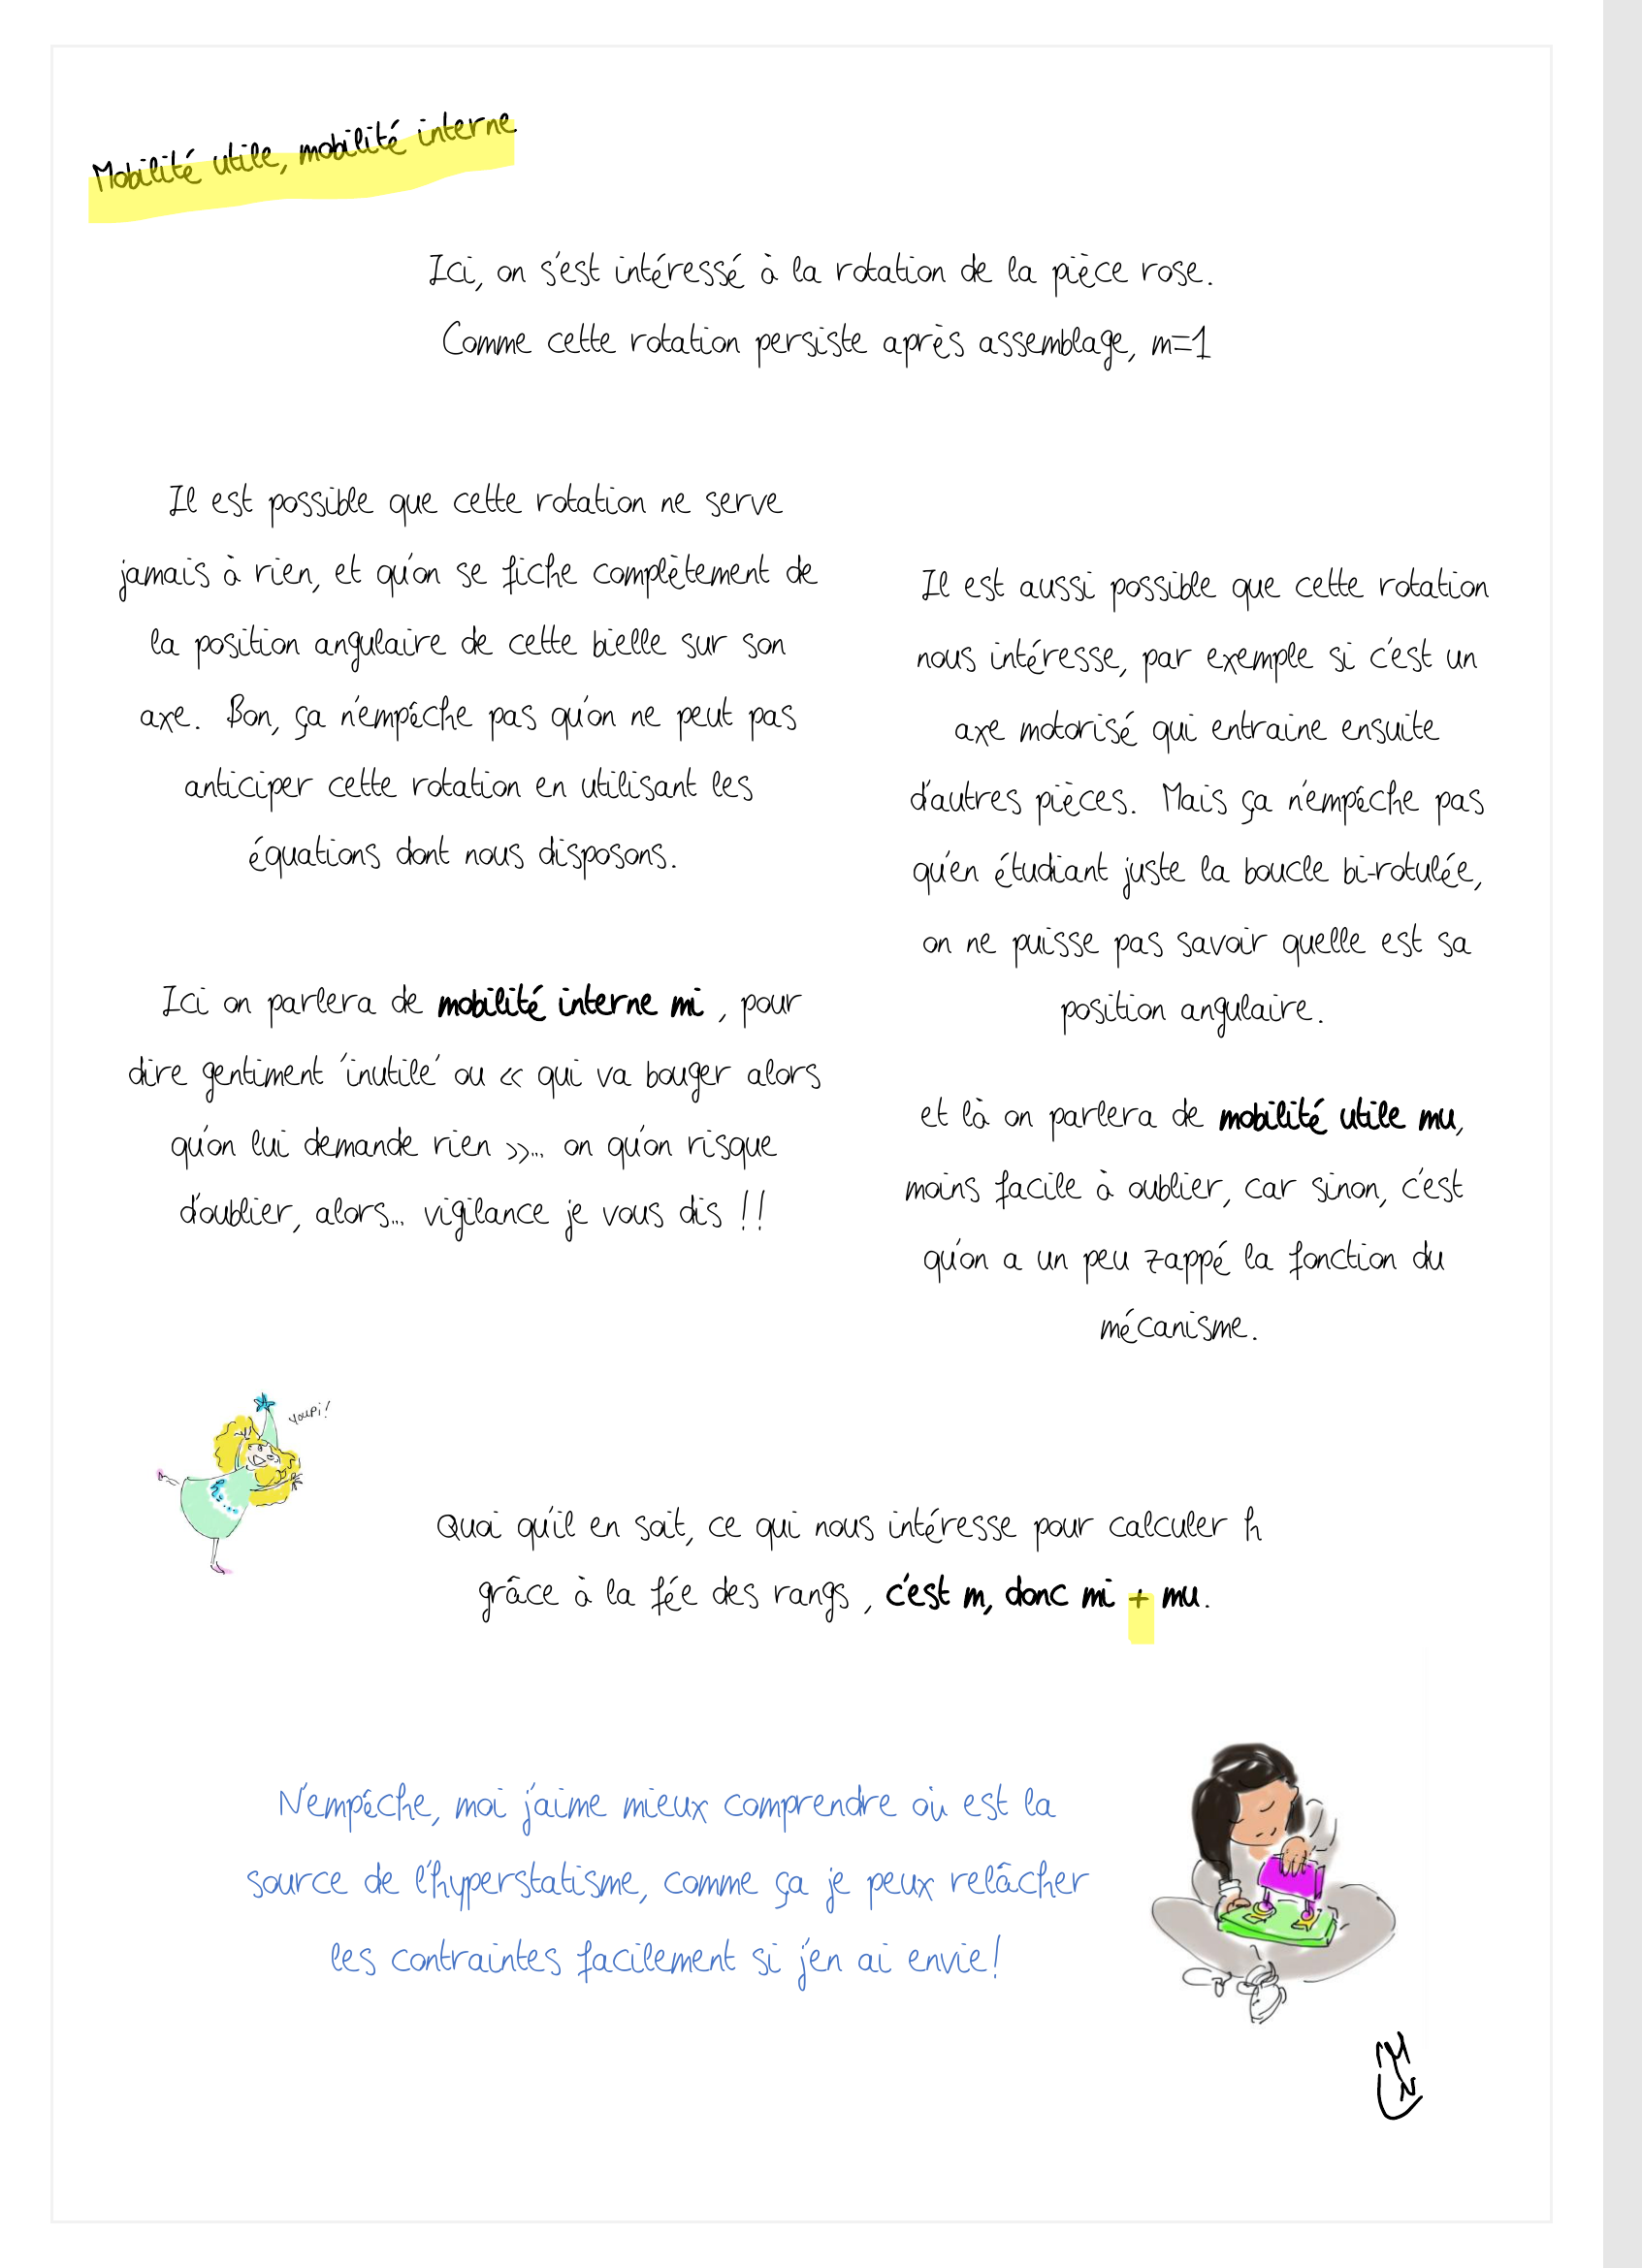 Mobilité utile, mobilité interne
Ici, on s'est intéressé à la rotation de la pièce rose.
Comme cette rotation persiste après assemblage, m=1
Il est possible que cette rotation ne serve
jamais à rien, et qu'on se fiche complètement de
la position angulaire de cette bielle sur son
axe. Bon, ça n'empêche pas qu'on ne peut pas
anticiper cette rotation en utilisant les
équations dont nous disposons.
Ici on parlera de mobilité interne mi , pour
dire gentiment 'inutile' ou « qui va bouger alors
qu'on lui demande rien »... on qu'on risque
d'oublier, alors... vigilance je vous dis !!
Il est aussi possible que cette rotation
nous intéresse, par exemple si c'est un
axe motorisé qui entraine ensuite
d'autres pièces. Mais ça n'empêche pas
qu'en étudiant juste la boucle bi-rotulée,
on ne puisse pas savoir quelle est sa
position angulaire.
et là on parlera de mobilité utile mu,
moins facile à oublier, car sinon, c'est
qu'on a un peu zappé la fonction du
mécanisme.
Youpi!
Quoi qu'il en soit, ce qui nous intéresse pour calculer h
grâce à la fée des rangs , c'est m, donc mi + mu.
N'empêche, moi j'aime mieux comprendre où est la
source de l'hyperstatisme, comme ça je peux relâcher
les contraintes facilement si j'en ai envie!